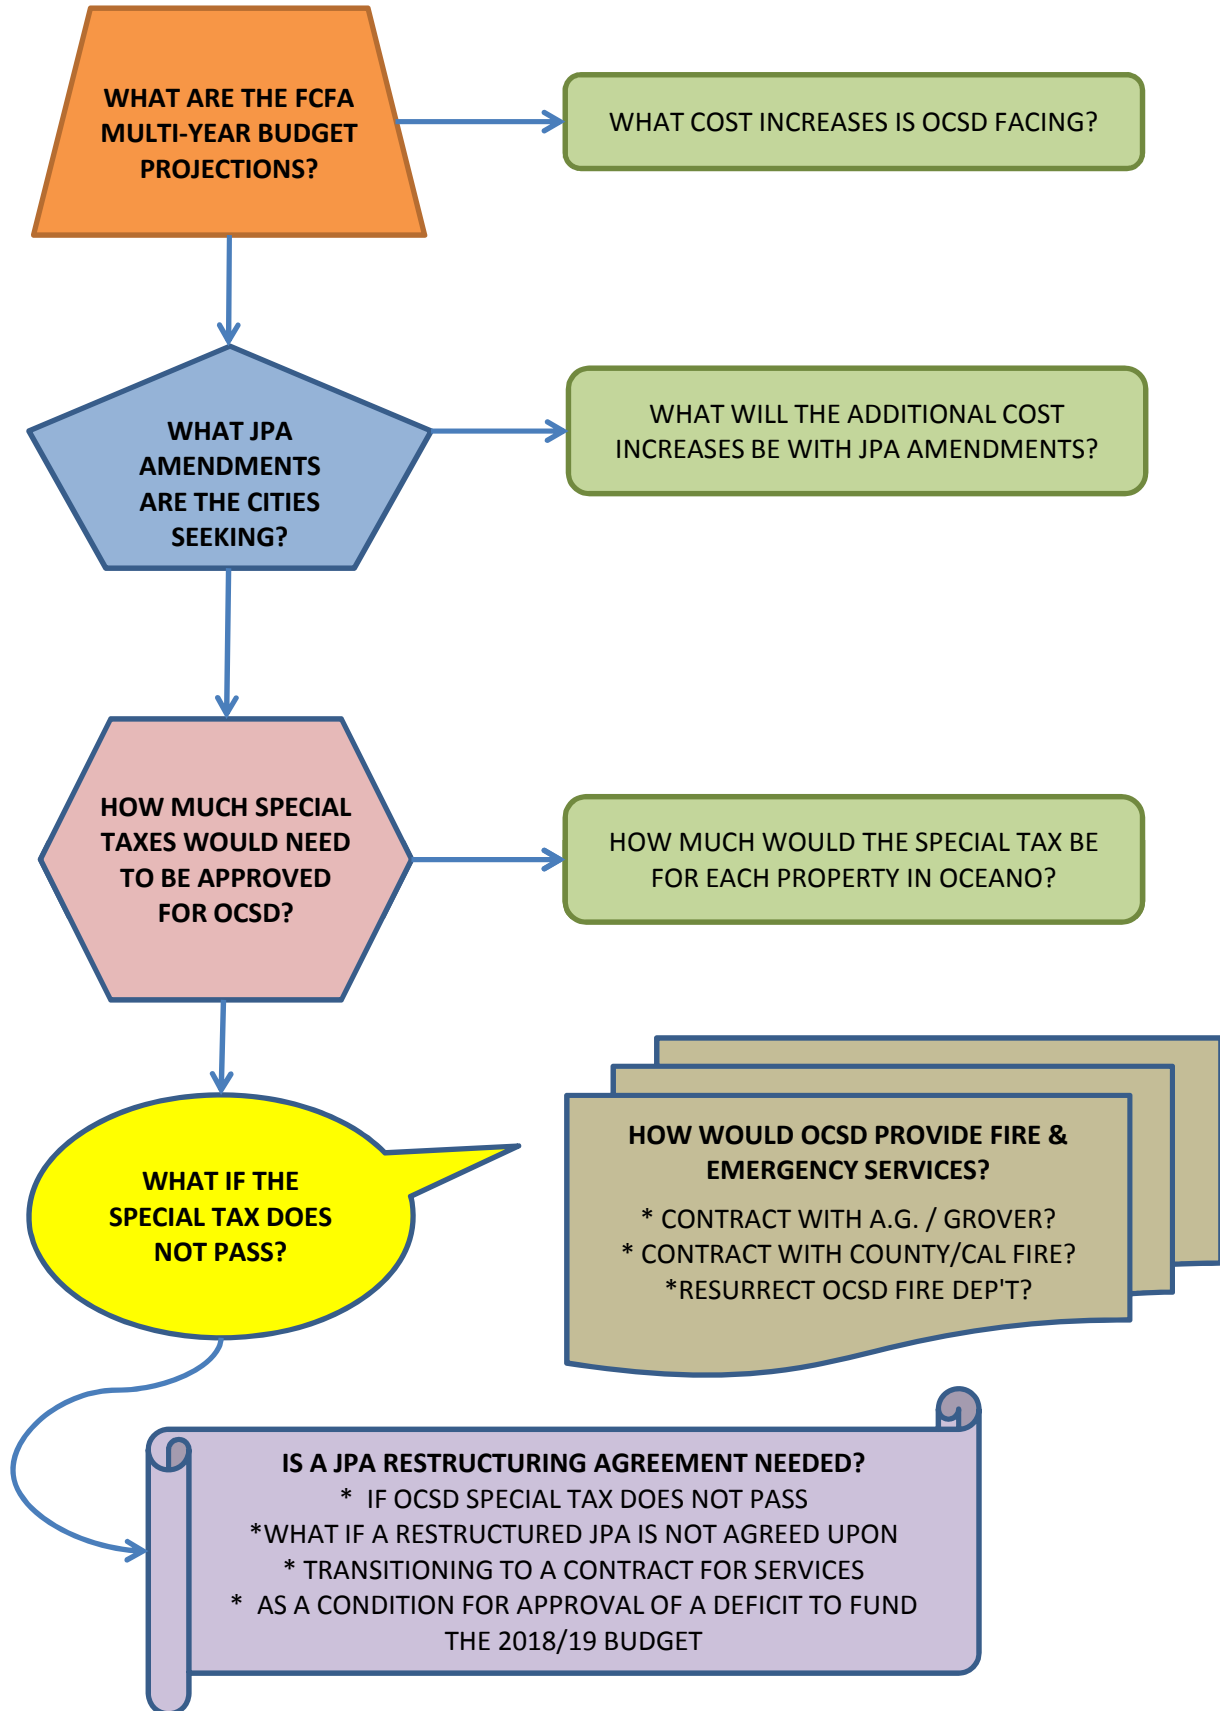 WHAT ARE THE FCFA
MULTI-YEAR BUDGET
PROJECTIONS?
WHAT COST INCREASES IS OCSD FACING?
WHAT JPA
AMENDMENTS
ARE THE CITIES
SEEKING?
WHAT WILL THE ADDITIONAL COST
INCREASES BE WITH JPA AMENDMENTS?
HOW MUCH SPECIAL
TAXES WOULD NEED
TO BE APPROVED
FOR OCSD?
HOW MUCH WOULD THE SPECIAL TAX BE
FOR EACH PROPERTY IN OCEANO?
WHAT IF THE
SPECIAL TAX DOES
NOT PASS?
HOW WOULD OCSD PROVIDE FIRE &
EMERGENCY SERVICES?
* CONTRACT WITH A.G. / GROVER?
* CONTRACT WITH COUNTY/CAL FIRE?
*RESURRECT OCSD FIRE DEP'T?
IS A JPA RESTRUCTURING AGREEMENT NEEDED?
* IF OCSD SPECIAL TAX DOES NOT PASS
*WHAT IF A RESTRUCTURED JPA IS NOT AGREED UPON
* TRANSITIONING TO A CONTRACT FOR SERVICES
* AS A CONDITION FOR APPROVAL OF A DEFICIT TO FUND
THE 2018/19 BUDGET